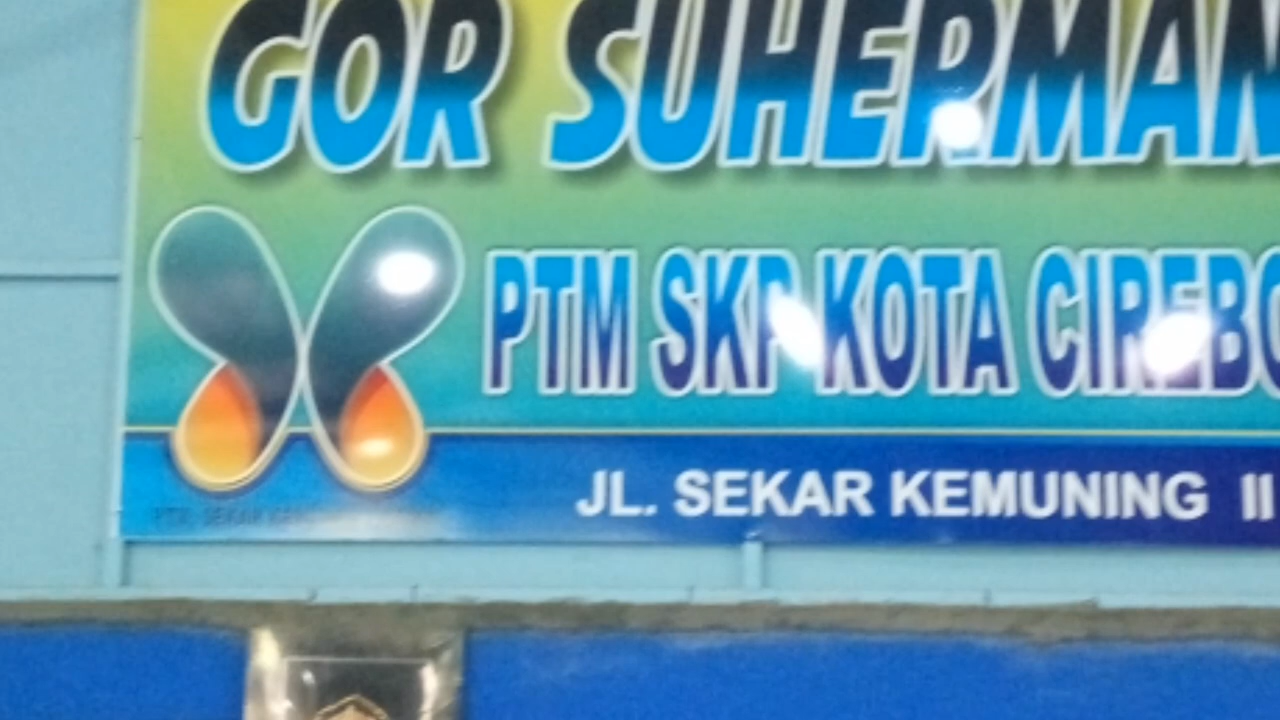 GOR SUHERMAN
PTM SKP KOTA CIREBO
JL. SEKAR KEMUNING II